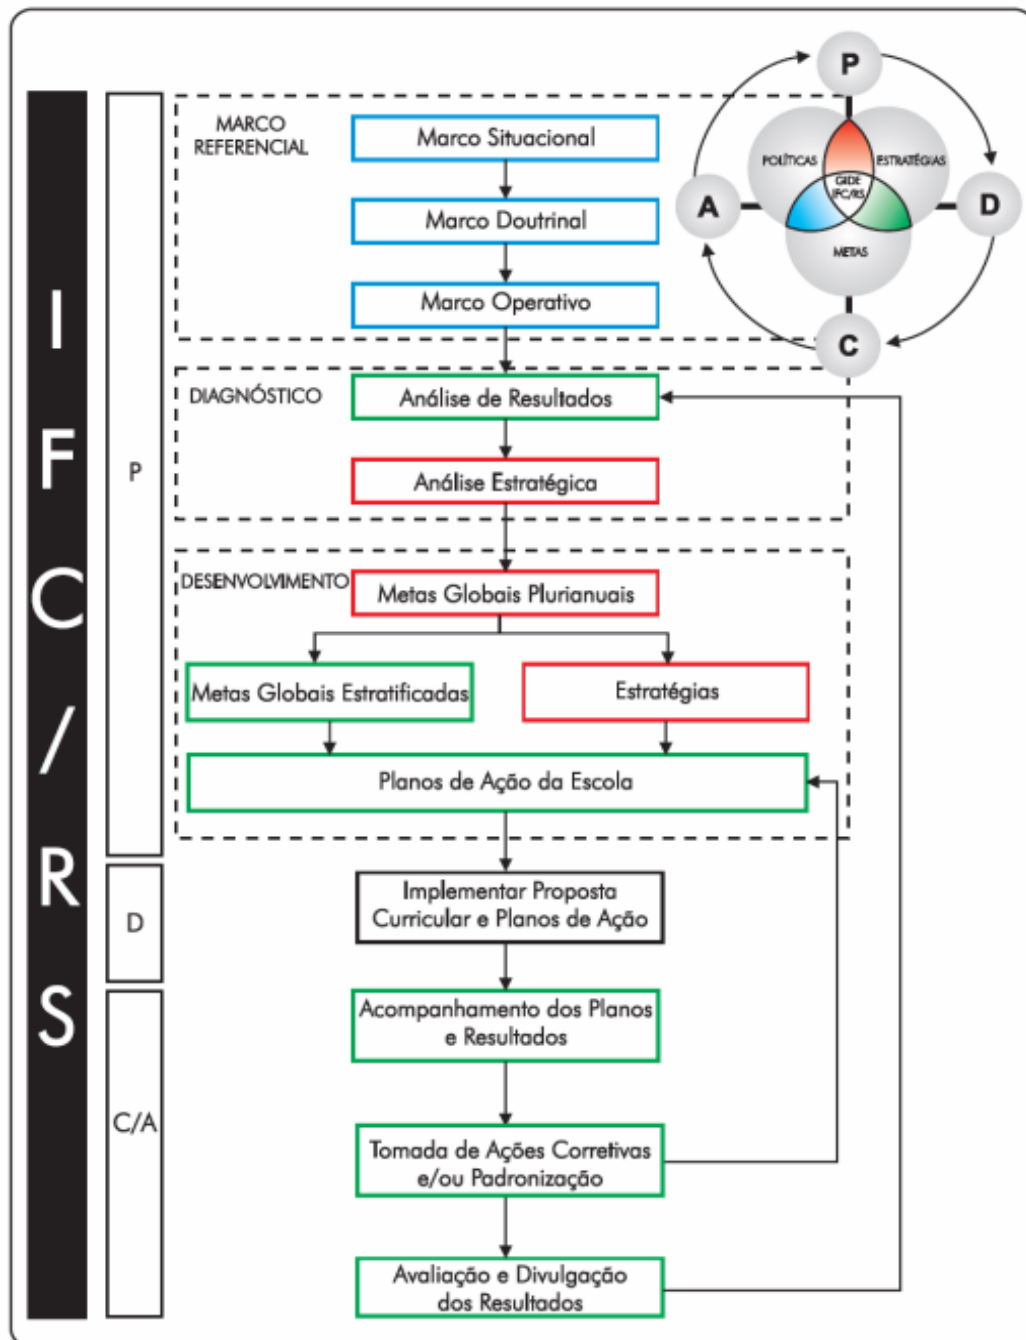 IFC/RS
P
D
C/A
MARCO
REFERENCIAL
Marco Situacional
Marco Doutrinal
Marco Operativo
P
D
C
A
POLÍTICAS
ESTRATÉGIAS
GIDE
IFC/RS
METAS
DIAGNÓSTICO
Análise de Resultados
Análise Estratégica
DESENVOLVIMENTO
Metas Globais Plurianuais
Metas Globais Estratificadas
Estratégias
Planos de Ação da Escola
Implementar Proposta
Curricular e Planos de Ação
Acompanhamento dos Planos
e Resultados
Tomada de Ações Corretivas
e/ou Padronização
Avaliação e Divulgação
dos Resultados